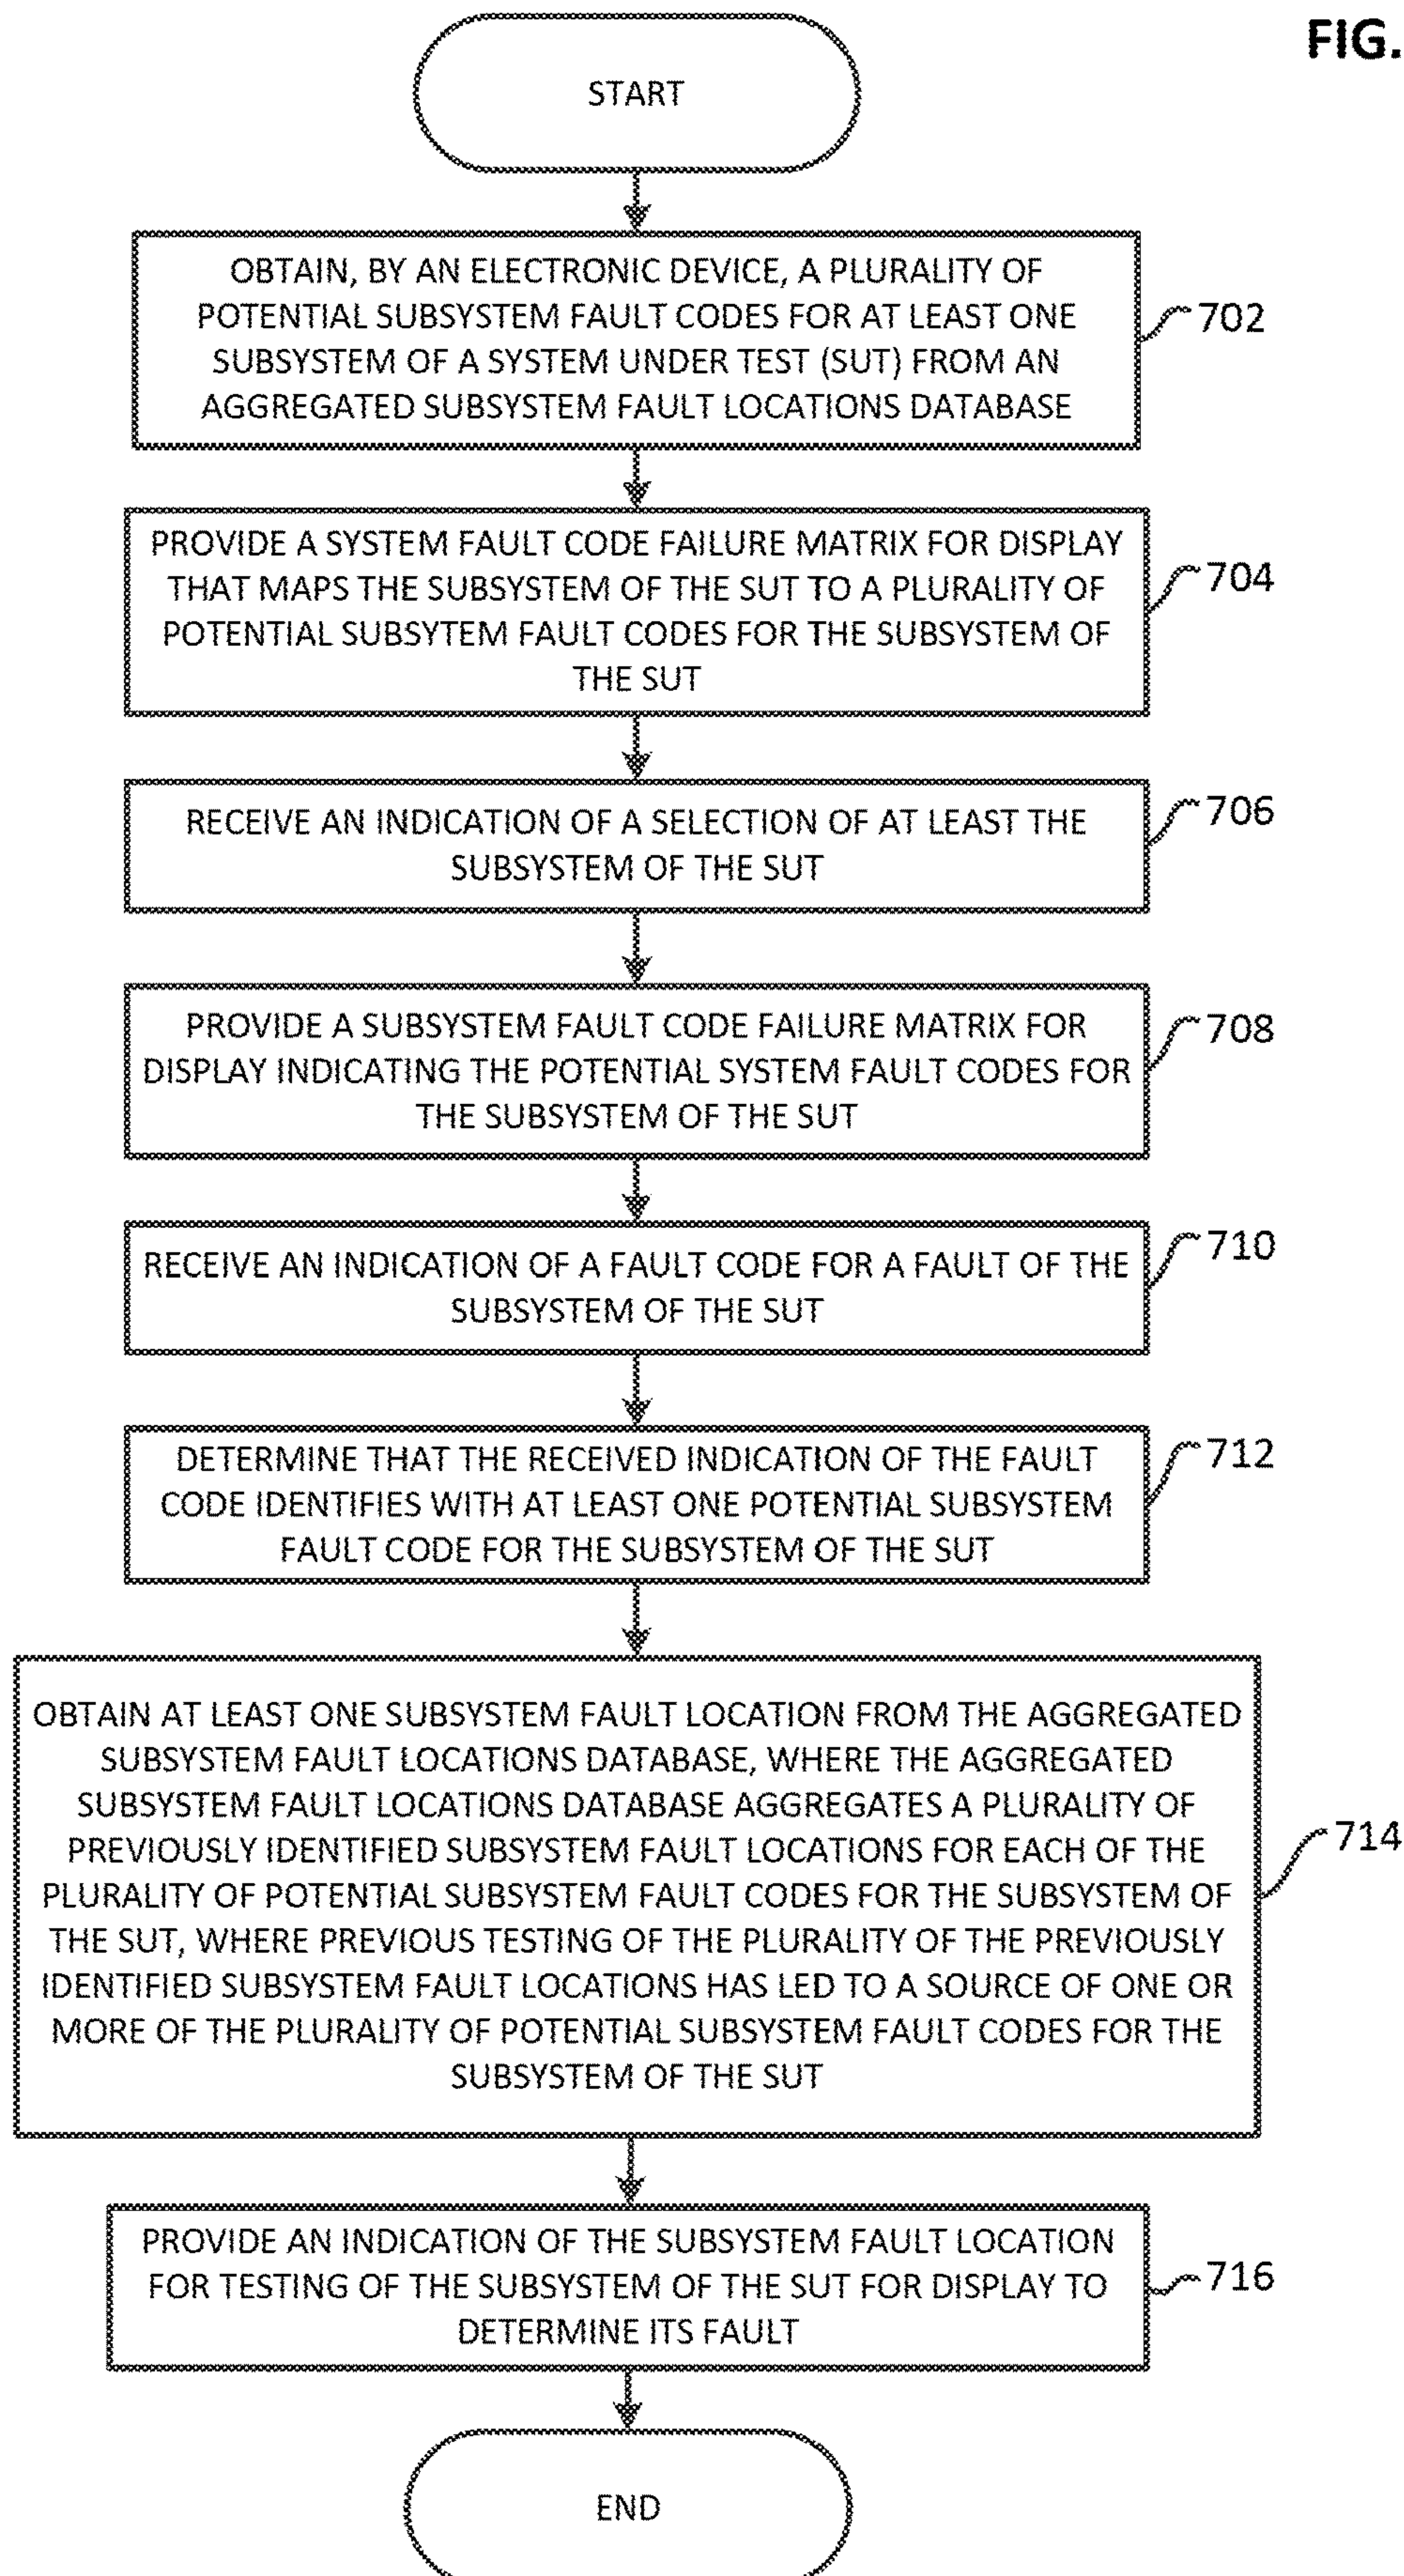 FIG.
START
OBTAIN, BY AN ELECTRONIC DEVICE, A PLURALITY OF
POTENTIAL SUBSYSTEM FAULT CODES FOR AT LEAST ONE
SUBSYSTEM OF A SYSTEM UNDER TEST (SUT) FROM AN
AGGREGATED SUBSYSTEM FAULT LOCATIONS DATABASE
702
PROVIDE A SYSTEM FAULT CODE FAILURE MATRIX FOR DISPLAY
THAT MAPS THE SUBSYSTEM OF THE SUT TO A PLURALITY OF
POTENTIAL SUBSYTEM FAULT CODES FOR THE SUBSYSTEM OF
THE SUT
704
RECEIVE AN INDICATION OF A SELECTION OF AT LEAST THE
SUBSYSTEM OF THE SUT
706
PROVIDE A SUBSYSTEM FAULT CODE FAILURE MATRIX FOR
DISPLAY INDICATING THE POTENTIAL SYSTEM FAULT CODES FOR
THE SUBSYSTEM OF THE SUT
708
RECEIVE AN INDICATION OF A FAULT CODE FOR A FAULT OF THE
SUBSYSTEM OF THE SUT
710
DETERMINE THAT THE RECEIVED INDICATION OF THE FAULT
CODE IDENTIFIES WITH AT LEAST ONE POTENTIAL SUBSYSTEM
FAULT CODE FOR THE SUBSYSTEM OF THE SUT
712
OBTAIN AT LEAST ONE SUBSYSTEM FAULT LOCATION FROM THE AGGREGATED
SUBSYSTEM FAULT LOCATIONS DATABASE, WHERE THE AGGREGATED
SUBSYSTEM FAULT LOCATIONS DATABASE AGGREGATES A PLURALITY OF
PREVIOUSLY IDENTIFIED SUBSYSTEM FAULT LOCATIONS FOR EACH OF THE
PLURALITY OF POTENTIAL SUBSYSTEM FAULT CODES FOR THE SUBSYSTEM OF
THE SUT, WHERE PREVIOUS TESTING OF THE PLURALITY OF THE PREVIOUSLY
IDENTIFIED SUBSYSTEM FAULT LOCATIONS HAS LED TO A SOURCE OF ONE OR
MORE OF THE PLURALITY OF POTENTIAL SUBSYSTEM FAULT CODES FOR THE
SUBSYSTEM OF THE SUT
714
PROVIDE AN INDICATION OF THE SUBSYSTEM FAULT LOCATION
FOR TESTING OF THE SUBSYSTEM OF THE SUT FOR DISPLAY TO
DETERMINE ITS FAULT
716
END